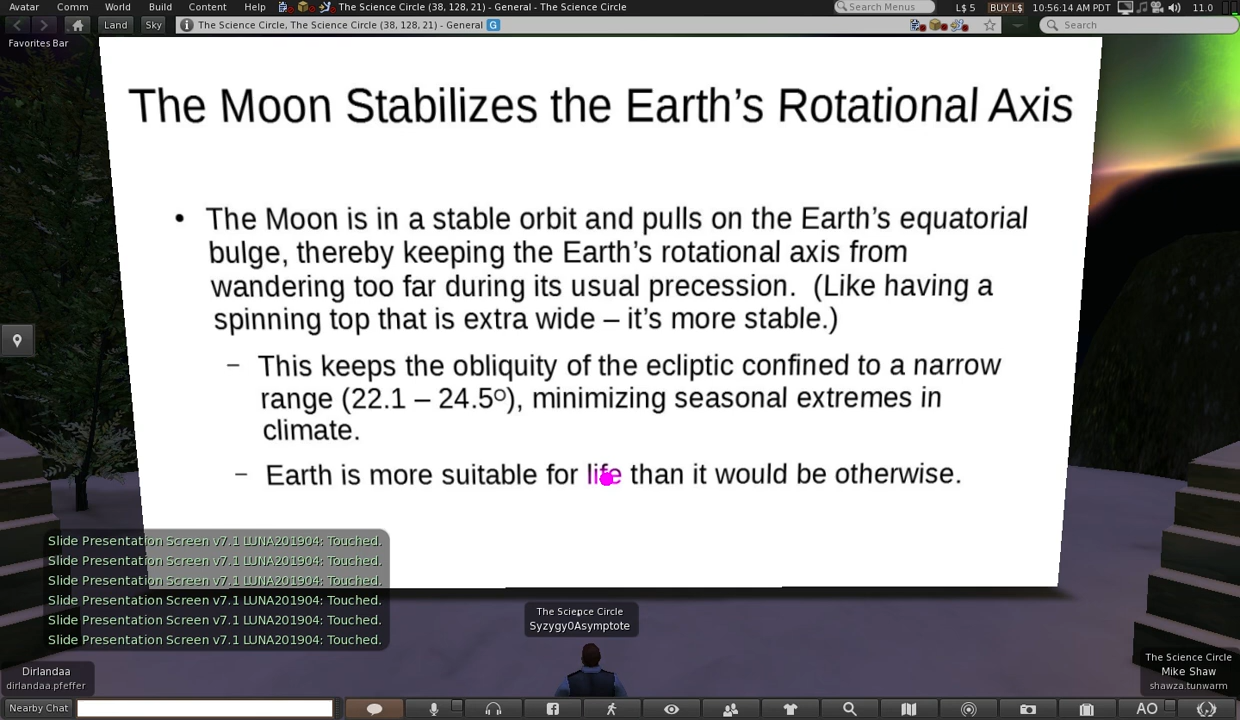 Avatar Comm World Build Content Help The Science Circle (38, 128, 21) - General - The Science Circle Search Menus L$ 5 BUY L$ 10:56:14 AM PDT 11.0
Land Sky The Science Circle, The Science Circle (38, 128, 21) - General G Search
Favorites Bar
The Moon Stabilizes the Earth’s Rotational Axis
• The Moon is in a stable orbit and pulls on the Earth’s equatorial
bulge, thereby keeping the Earth’s rotational axis from
wandering too far during its usual precession. (Like having a
spinning top that is extra wide – it’s more stable.)
– This keeps the obliquity of the ecliptic confined to a narrow
range (22.1 – 24.5º), minimizing seasonal extremes in
climate.
– Earth is more suitable for life than it would be otherwise.
Slide Presentation Screen v7.1 LUNA201904: Touched.
Slide Presentation Screen v7.1 LUNA201904: Touched.
Slide Presentation Screen v7.1 LUNA201904: Touched.
Slide Presentation Screen v7.1 LUNA201904: Touched.
Slide Presentation Screen v7.1 LUNA201904: Touched.
Slide Presentation Screen v7.1 LUNA201904: Touched.
The Science Circle
Syzygy0Asymptote
Dirlandaa
dirlandaa.pfeffer
The Science Circle
Mike Shaw
shawza.tunwarm
Nearby Chat AO